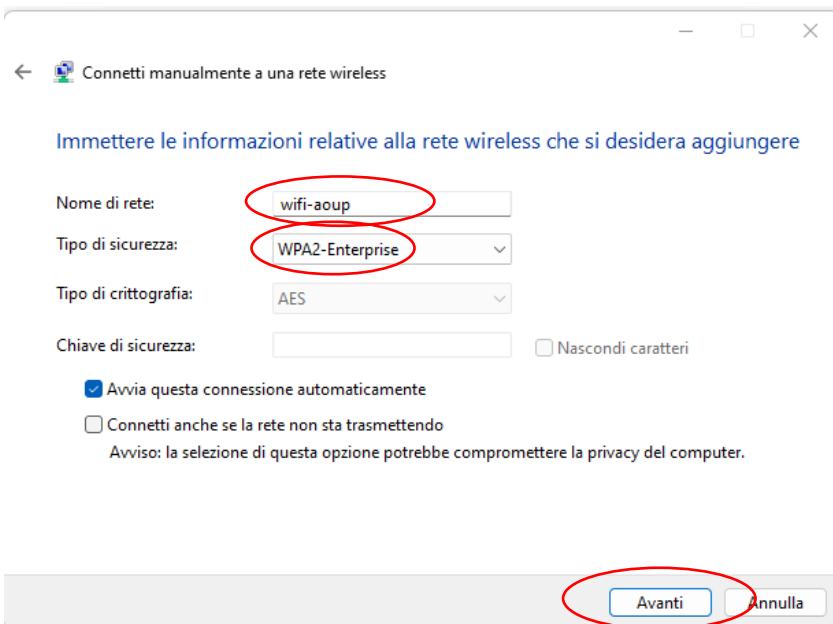 Connetti manualmente a una rete wireless
Immettere le informazioni relative alla rete wireless che si desidera aggiungere
Nome di rete: wifi-aoup
Tipo di sicurezza: WPA2-Enterprise
Tipo di crittografia: AES
Chiave di sicurezza: Nascondi caratteri
Avvia questa connessione automaticamente
Connetti anche se la rete non sta trasmettendo
Avviso: la selezione di questa opzione potrebbe compromettere la privacy del computer.
Avanti Annulla